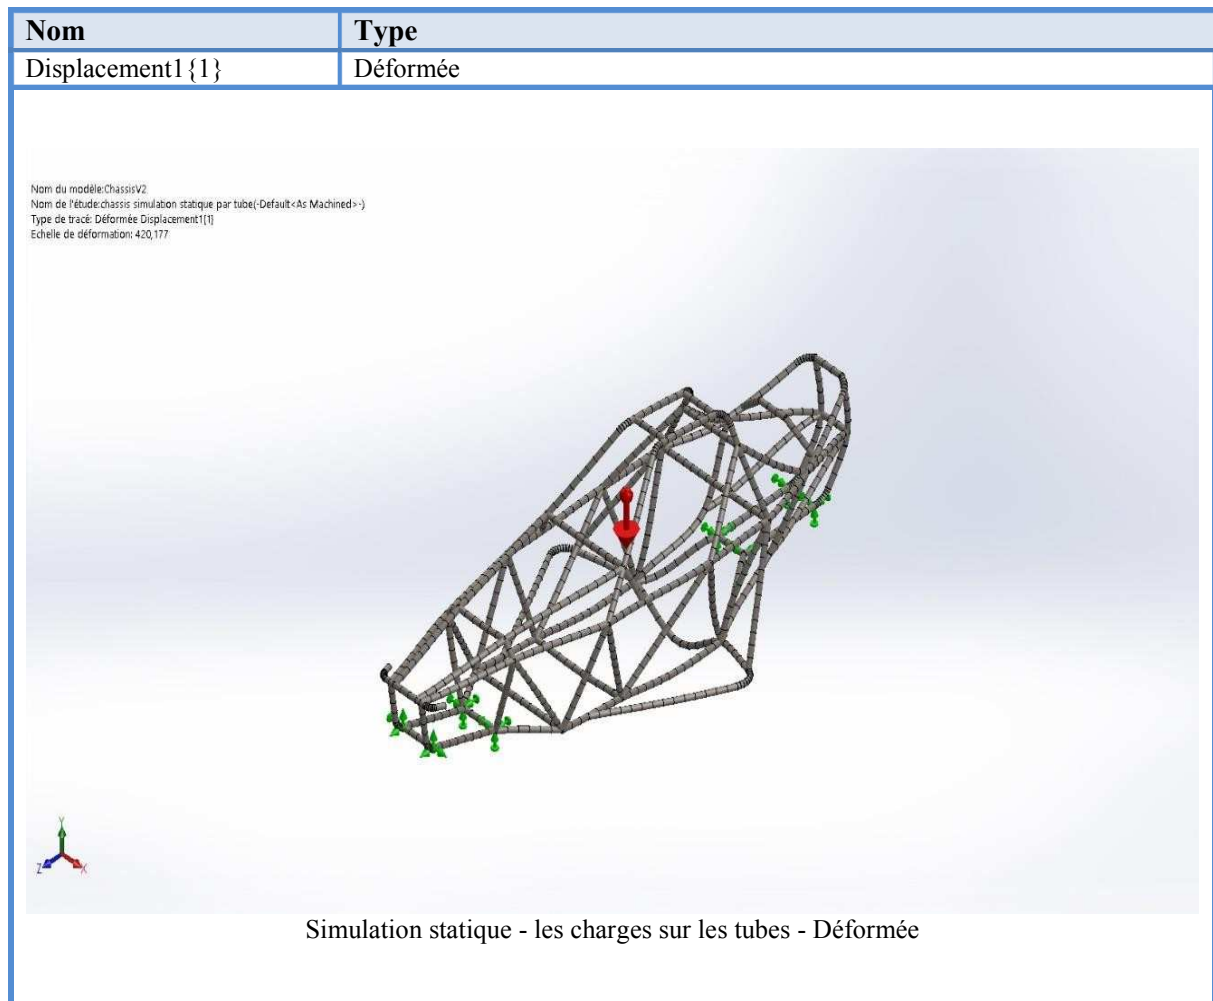 Nom Type
Displacement1{1} Déformée
Nom du modèle:ChassisV2
Nom de l'étude:chassis simulation statique par tube(-Default<As Machined>-)
Type de tracé: Déformée Displacement1{1}
Echelle de déformation: 420,177
Y
Z X
Simulation statique - les charges sur les tubes - Déformée